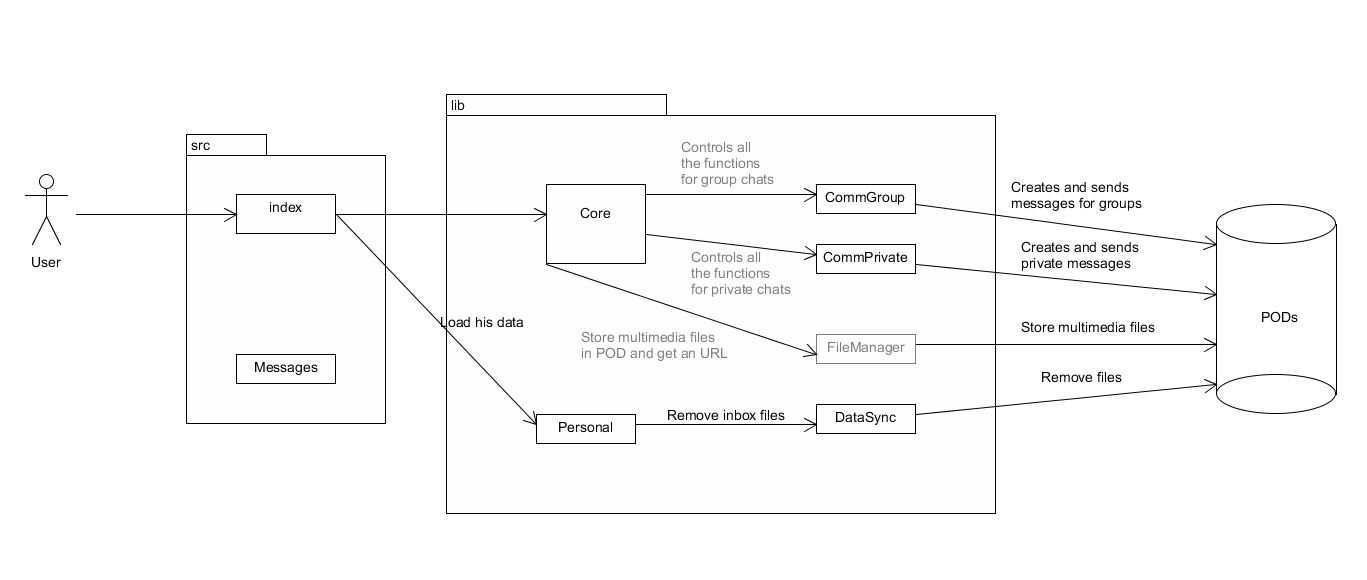 lib
src
Controls all
the functions
for group chats
index
Core
CommGroup
Creates and sends
messages for groups
User
CommPrivate
Creates and sends
private messages
Controls all
the functions
for private chats
PODs
Load his data
Store multimedia files
in POD and get an URL
FileManager
Store multimedia files
Messages
Remove files
Personal
Remove inbox files
DataSync